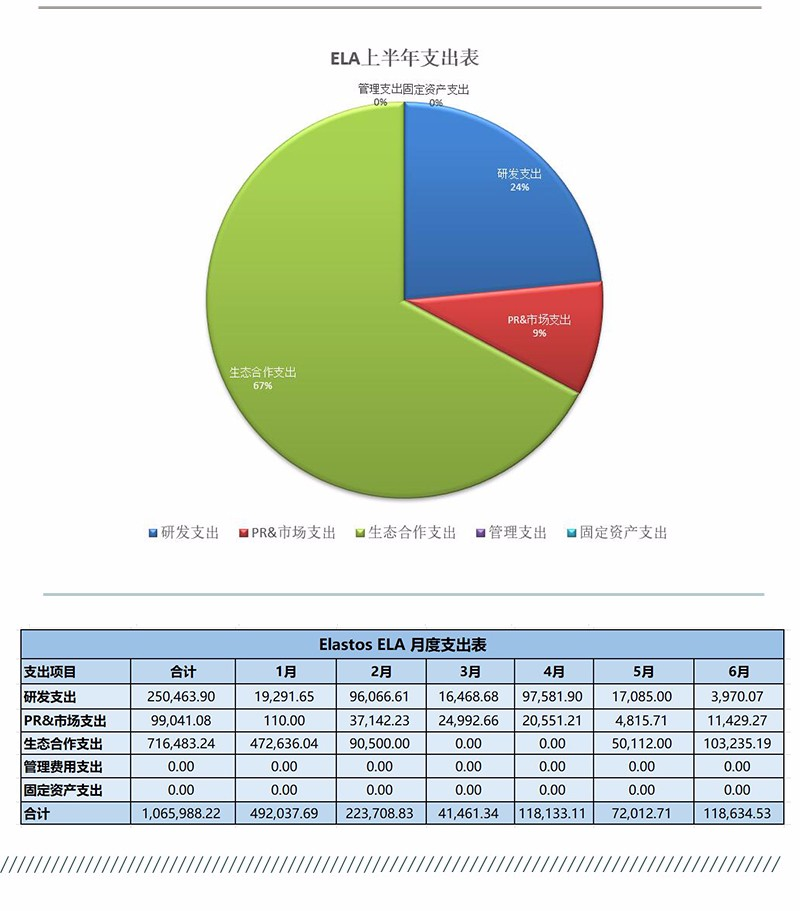 ELA上半年支出表
管理支出 固定资产支出
0% 0%
研发支出
24%
PR&市场支出
9%
生态合作支出
67%
研发支出 PR&市场支出 生态合作支出 管理支出 固定资产支出
Elastos ELA 月度支出表
支出项目 合计 1月 2月 3月 4月 5月 6月
研发支出 250,463.90 19,291.65 96,066.61 16,468.68 97,581.90 17,085.00 3,970.07
PR&市场支出 99,041.08 110.00 37,142.23 24,992.66 20,551.21 4,815.71 11,429.27
生态合作支出 716,483.24 472,636.04 90,500.00 0.00 0.00 50,112.00 103,235.19
管理费用支出 0.00 0.00 0.00 0.00 0.00 0.00 0.00
固定资产支出 0.00 0.00 0.00 0.00 0.00 0.00 0.00
合计 1,065,988.22 492,037.69 223,708.83 41,461.34 118,133.11 72,012.71 118,634.53